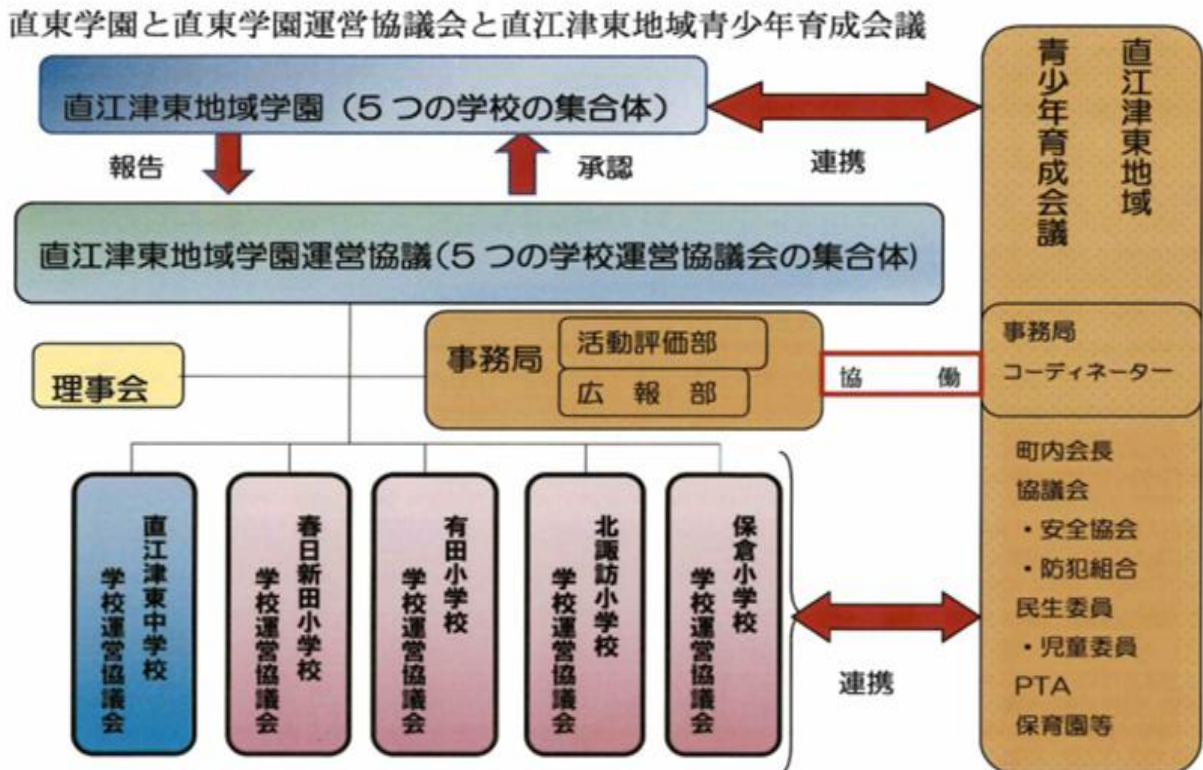 直東学園と直東学園運営協議会と直江津東地域青少年育成会議
直江津東地域学園（5つの学校の集合体）
報告
承認
連携
直江津東地域学園運営協議(5つの学校運営協議会の集合体)
理事会
事務局
活動評価部
広報部
協働
直江津東中学校
学校運営協議会
春日新田小学校
学校運営協議会
有田小学校
学校運営協議会
北諏訪小学校
学校運営協議会
保倉小学校
学校運営協議会
連携
直江津東地域
青少年育成会議
事務局
コーディネーター
町内会長
協議会
・安全協会
・防犯組合
民生委員
・児童委員
PTA
保育園等